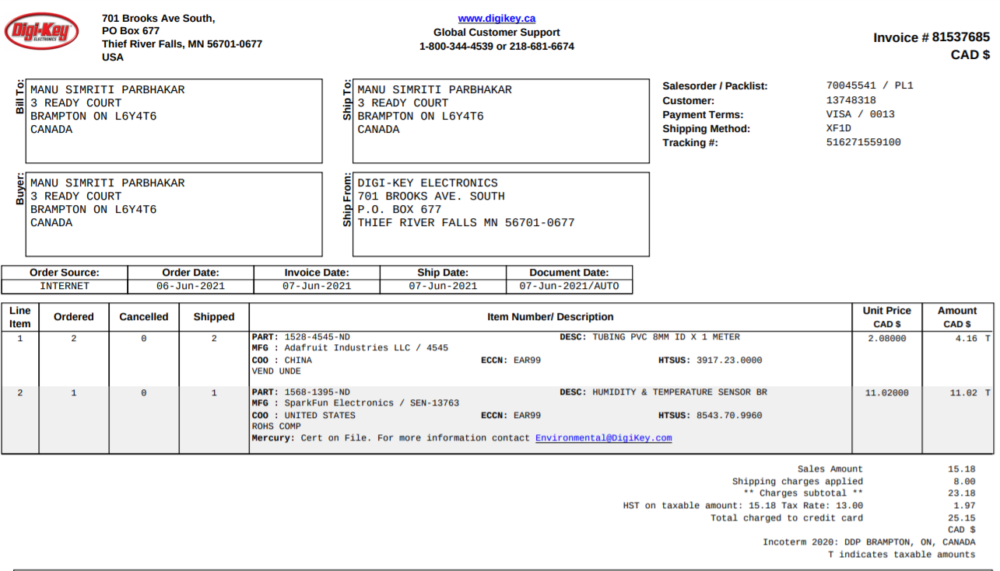 Digi-Key
ELECTRONICS
701 Brooks Ave South,
PO Box 677
Thief River Falls, MN 56701-0677
USA
www.digikey.ca
Global Customer Support
1-800-344-4539 or 218-681-6674
Invoice # 81537685
CAD $
Bill To:
MANU SIMRITI PARBHAKAR
3 READY COURT
BRAMPTON ON L6Y4T6
CANADA
Ship To:
MANU SIMRITI PARBHAKAR
3 READY COURT
BRAMPTON ON L6Y4T6
CANADA
Salesorder / Packlist: 70045541 / PL1
Customer: 13748318
Payment Terms: VISA / 0013
Shipping Method: XF1D
Tracking #: 516271559100
Buyer:
MANU SIMRITI PARBHAKAR
3 READY COURT
BRAMPTON ON L6Y4T6
CANADA
Ship From:
DIGI-KEY ELECTRONICS
701 BROOKS AVE. SOUTH
P.O. BOX 677
THIEF RIVER FALLS MN 56701-0677
Order Source: Order Date: Invoice Date: Ship Date: Document Date:
INTERNET 06-Jun-2021 07-Jun-2021 07-Jun-2021 07-Jun-2021/AUTO
Line Item Ordered Cancelled Shipped Item Number/ Description Unit Price CAD $ Amount CAD $
1 2 0 2 PART: 1528-4545-ND DESC: TUBING PVC 8MM ID X 1 METER 2.08000 4.16 T
MFG : Adafruit Industries LLC / 4545
COO : CHINA ECCN: EAR99 HTSUS: 3917.23.0000
VEND UNDE
2 1 0 1 PART: 1568-1395-ND DESC: HUMIDITY & TEMPERATURE SENSOR BR 11.02000 11.02 T
MFG : SparkFun Electronics / SEN-13763
COO : UNITED STATES ECCN: EAR99 HTSUS: 8543.70.9960
ROHS COMP
Mercury: Cert on File. For more information contact Environmental@DigiKey.com
Sales Amount 15.18
Shipping charges applied 8.00
** Charges subtotal ** 23.18
HST on taxable amount: 15.18 Tax Rate: 13.00 1.97
Total charged to credit card 25.15
CAD $
Incoterm 2020: DDP BRAMPTON, ON, CANADA
T indicates taxable amounts